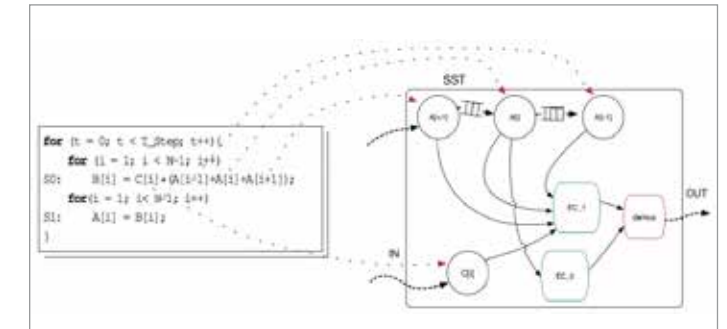 for (t = 0; t < T_Step; t++){
for (i = 1; i < N-1; i++)
S0: B[i] = C[i]*(A[i-1]+A[i]+A[i+1]);
for(i = 1; i< N-1; i++)
S1: A[i] = B[i];
}
SST
A[i+1]
A[i]
A[i-1]
EC_1
demux
OUT
IN
C[i]